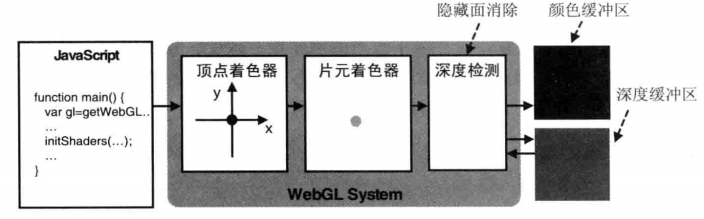 隐藏面消除
颜色缓冲区
JavaScript
function main() {
var gl=getWebGL..
...
initShaders(...);
...
}
顶点着色器
y
x
片元着色器
深度检测
深度缓冲区
WebGL System